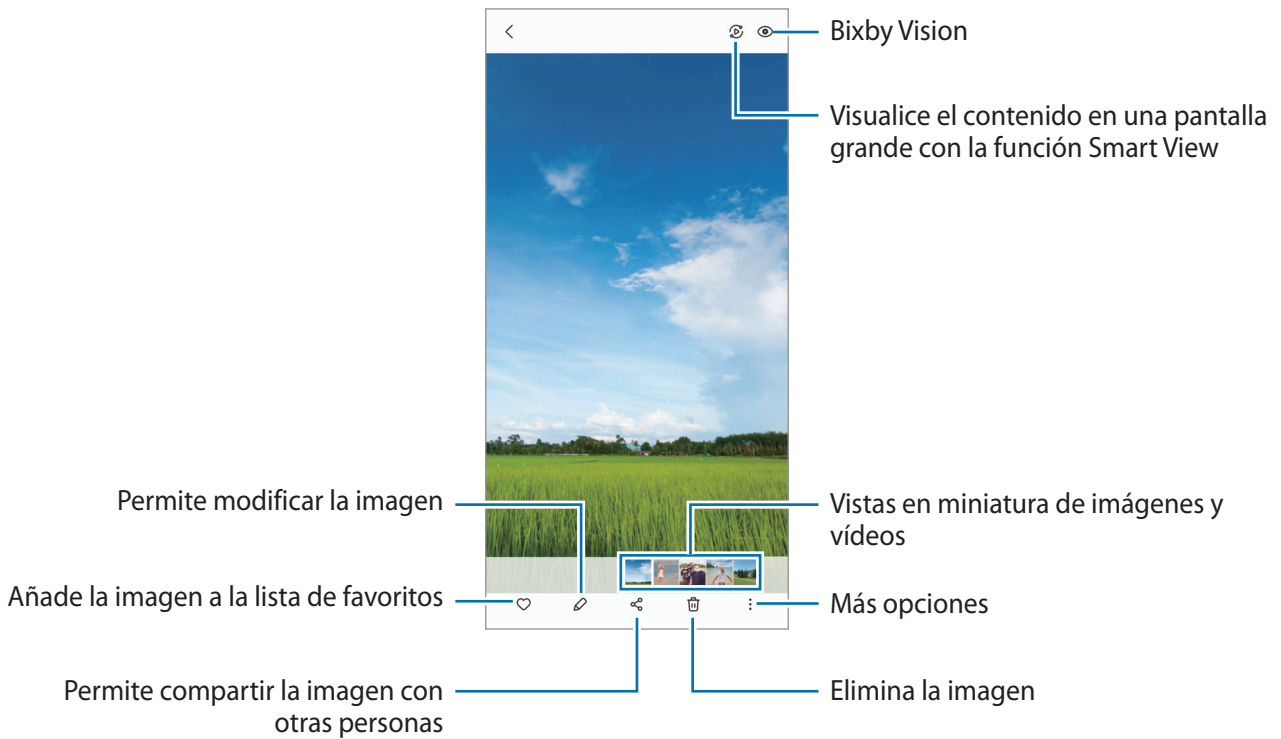 Bixby Vision
Visualice el contenido en una pantalla
grande con la función Smart View
Permite modificar la imagen
Vistas en miniatura de imágenes y
vídeos
Añade la imagen a la lista de favoritos
Más opciones
Permite compartir la imagen con
otras personas
Elimina la imagen